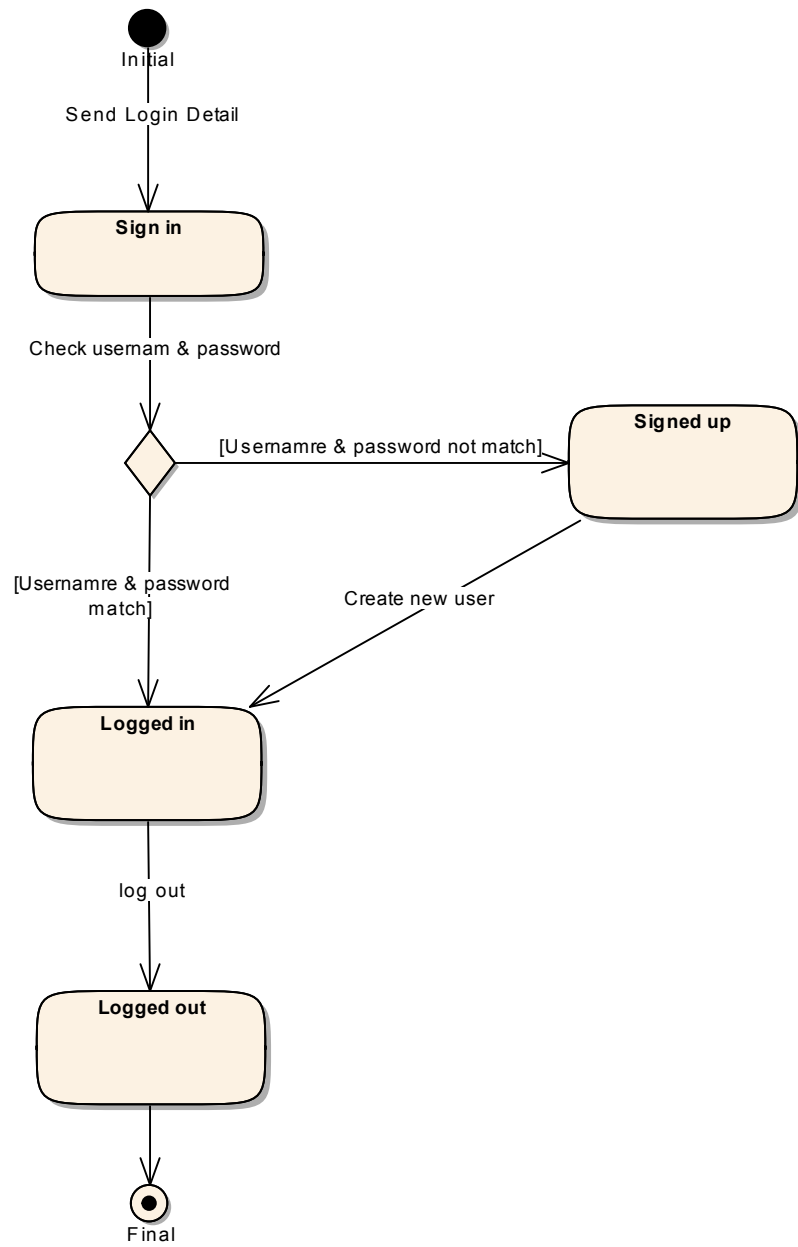 Initial
Send Login Detail
Sign in
Check usernam & password
[Usernamre & password not match]
Signed up
[Usernamre & password
match]
Create new user
Logged in
log out
Logged out
Final